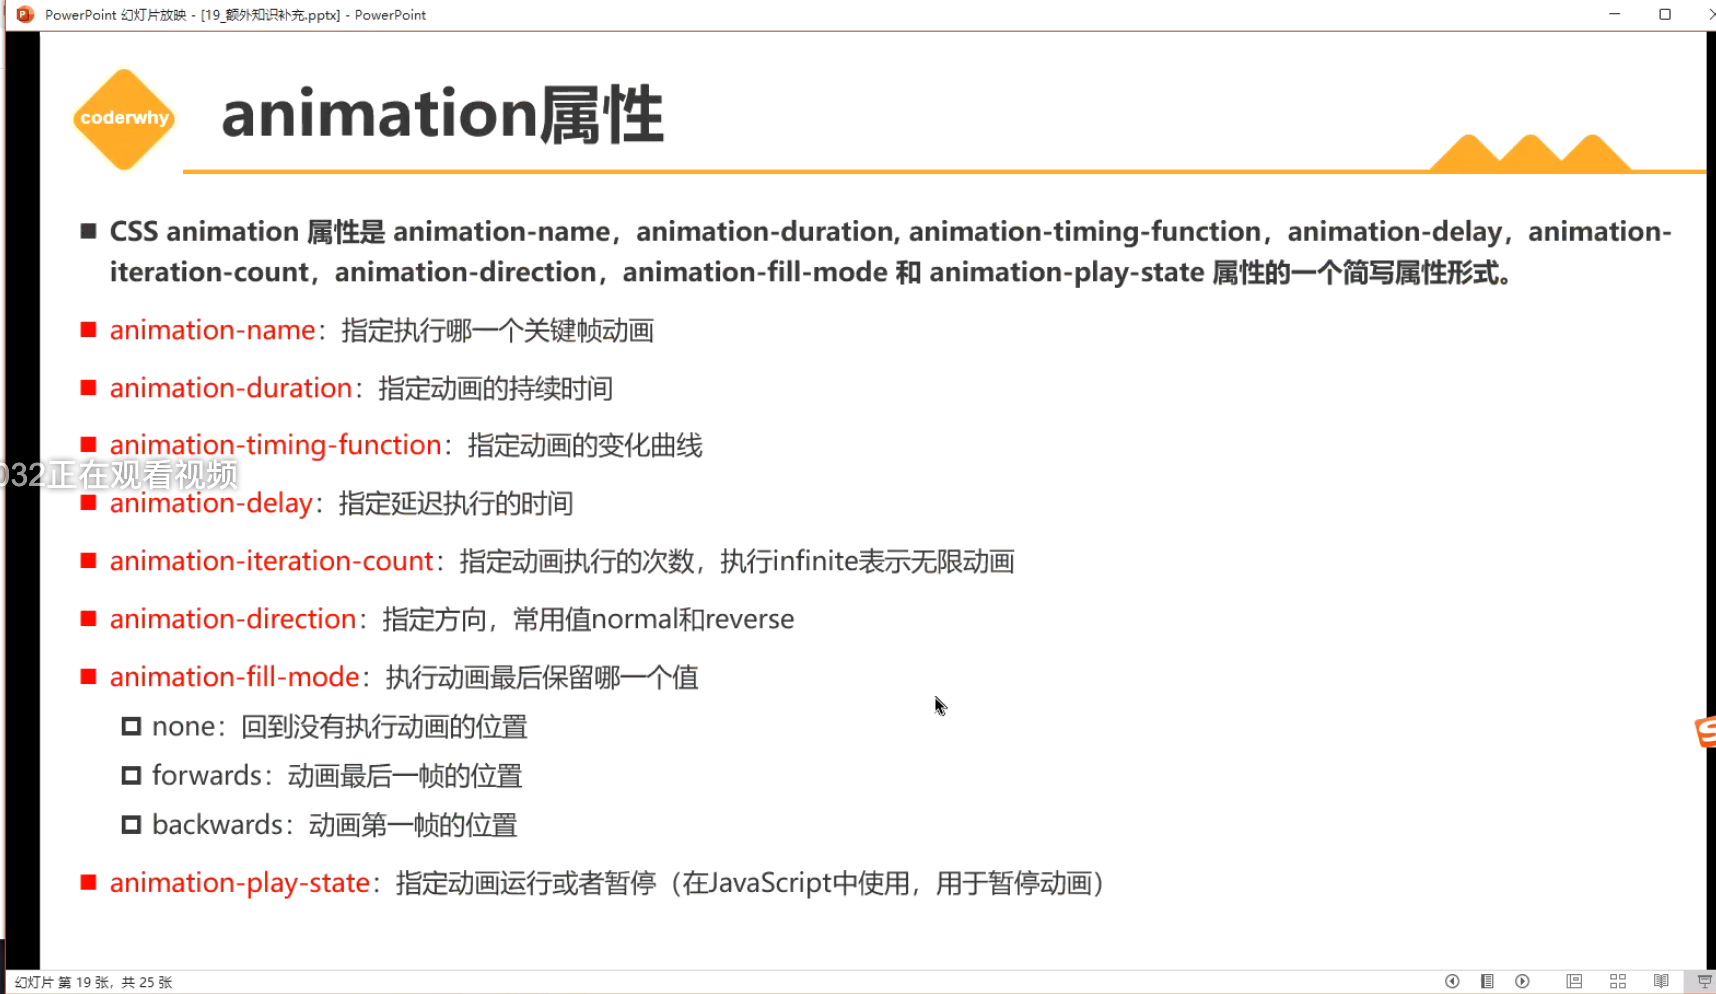 PowerPoint 幻灯片放映 - [19_额外知识补充.pptx] - PowerPoint
coderwhy
animation属性
CSS animation 属性是 animation-name，animation-duration, animation-timing-function，animation-delay，animation-
iteration-count，animation-direction，animation-fill-mode 和 animation-play-state 属性的一个简写属性形式。
animation-name：指定执行哪一个关键帧动画
animation-duration：指定动画的持续时间
animation-timing-function：指定动画的变化曲线
032正在观看视频
animation-delay：指定延迟执行的时间
animation-iteration-count：指定动画执行的次数，执行infinite表示无限动画
animation-direction：指定方向，常用值normal和reverse
animation-fill-mode：执行动画最后保留哪一个值
none：回到没有执行动画的位置
forwards：动画最后一帧的位置
backwards：动画第一帧的位置
animation-play-state：指定动画运行或者暂停（在JavaScript中使用，用于暂停动画）
幻灯片 第 19 张，共 25 张